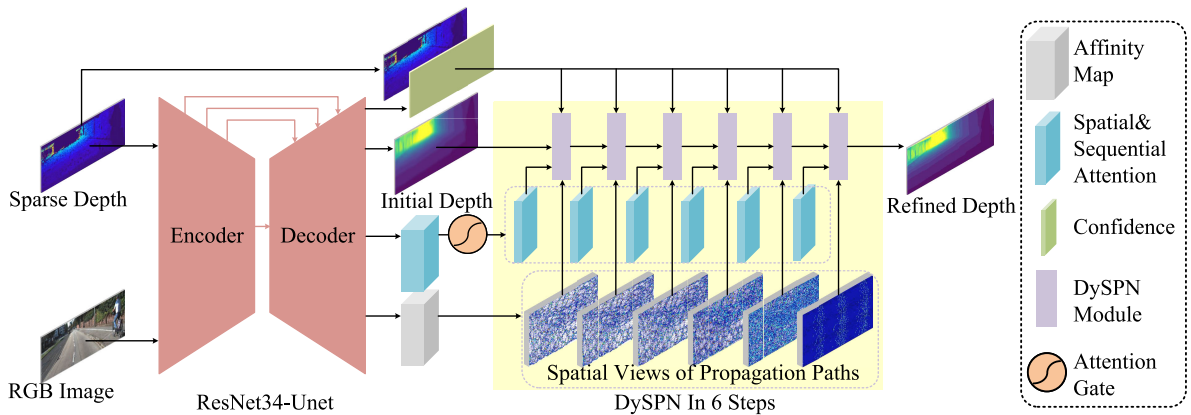 Sparse Depth
RGB Image
Encoder
Decoder
ResNet34-Unet
Initial Depth
Spatial Views of Propagation Paths
DySPN In 6 Steps
Refined Depth
Affinity
Map
Spatial&
Sequential
Attention
Confidence
DySPN
Module
Attention
Gate